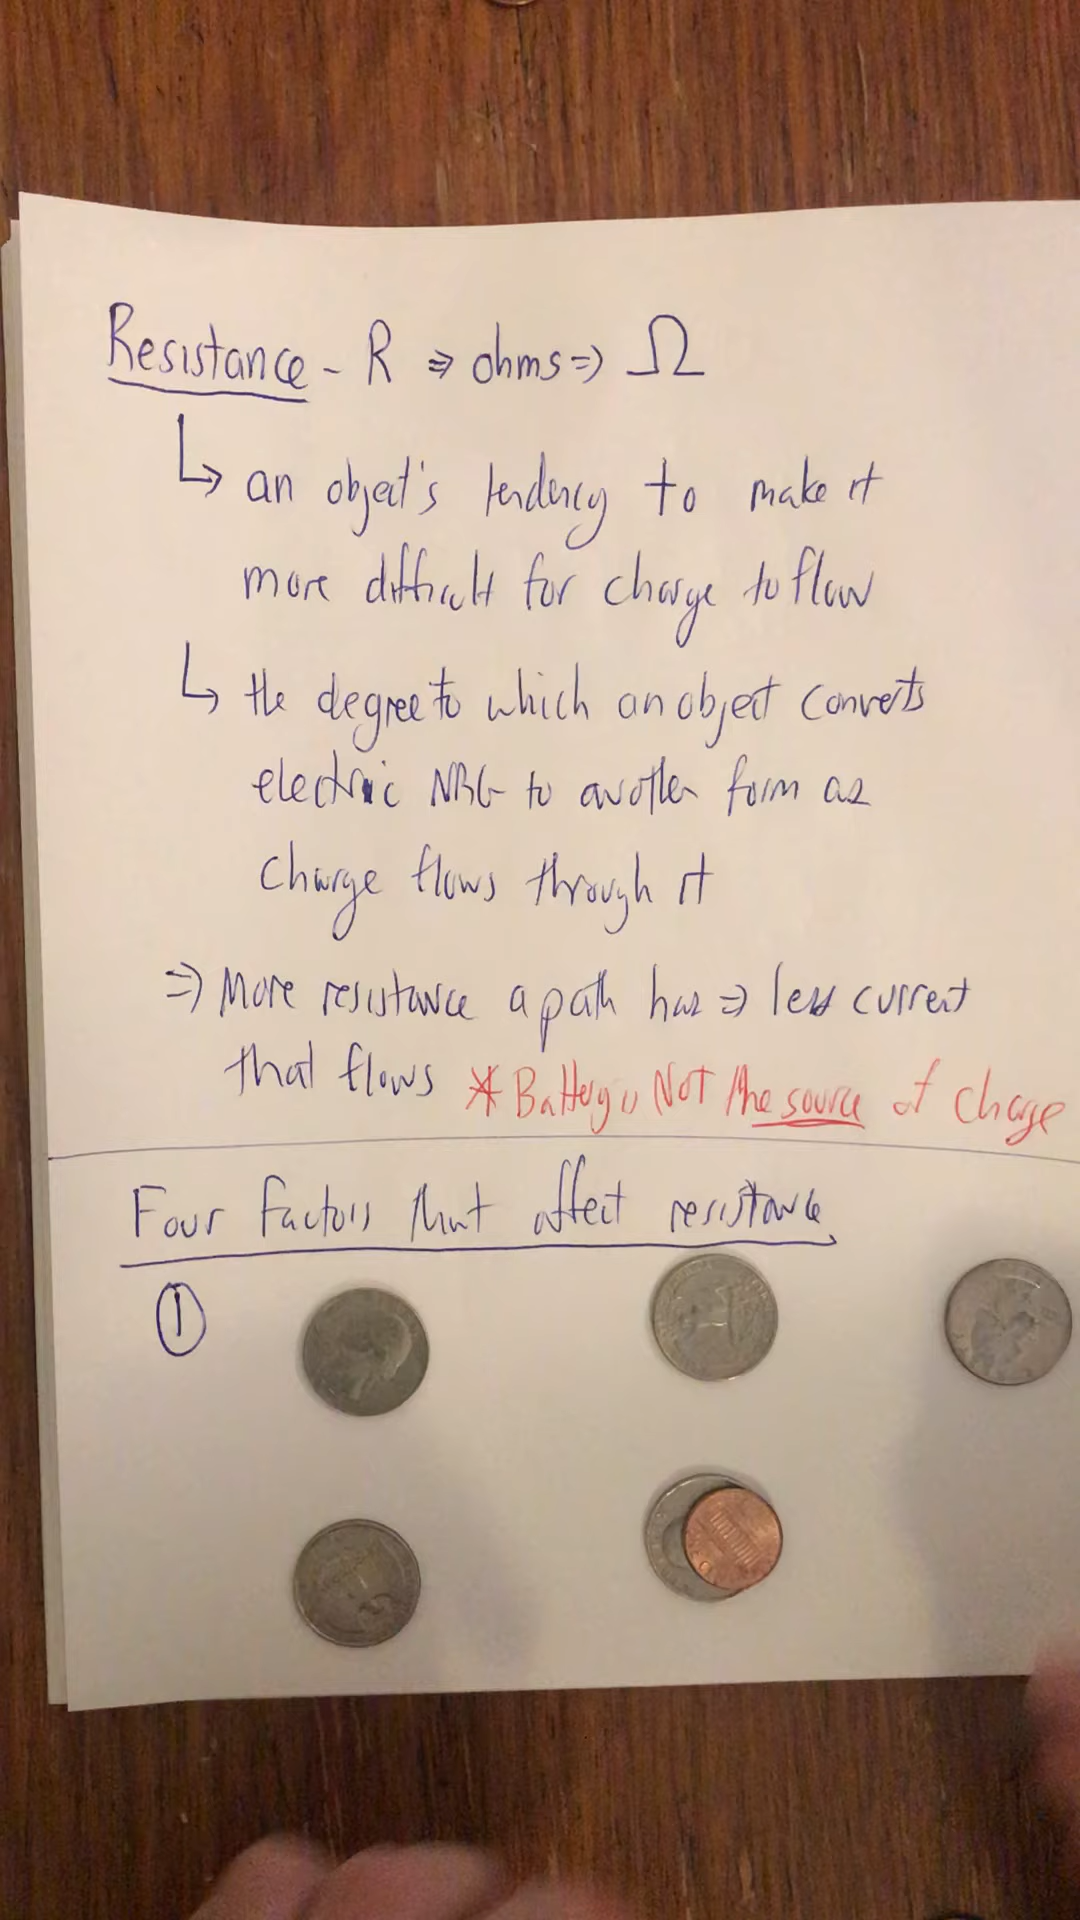 Resistance - R ⇒ ohms ⇒ Ω
↳ an object's tendency to make it
more difficult for charge to flow
↳ the degree to which an object converts
electric NRG to another form as
charge flows through it
⇒ More resistance a path has ⇒ less current
that flows * Battery is NOT the source of charge
Four factors that affect resistance
①